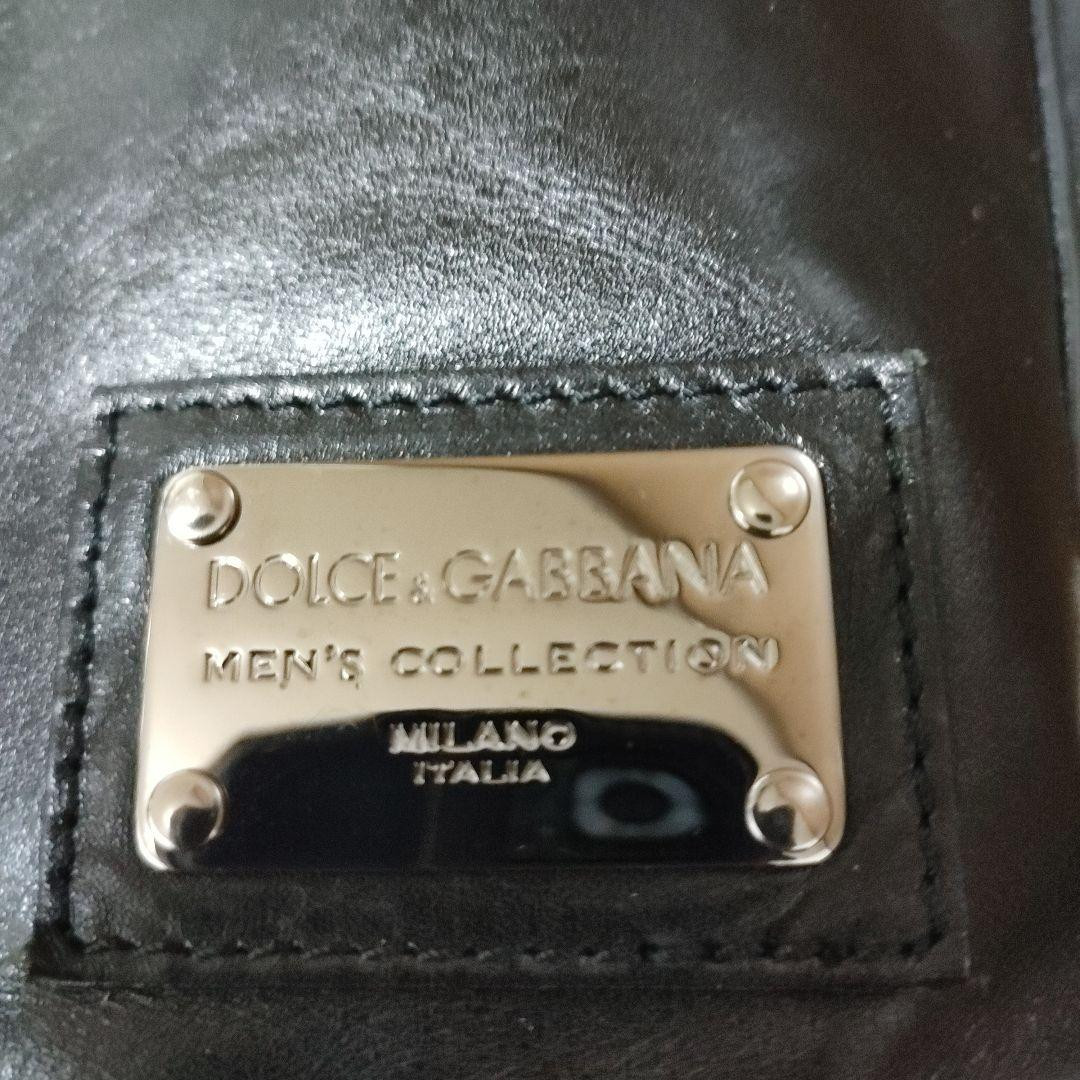 DOLCE & GABBANA
MEN'S COLLECTION
MILANO
ITALIA